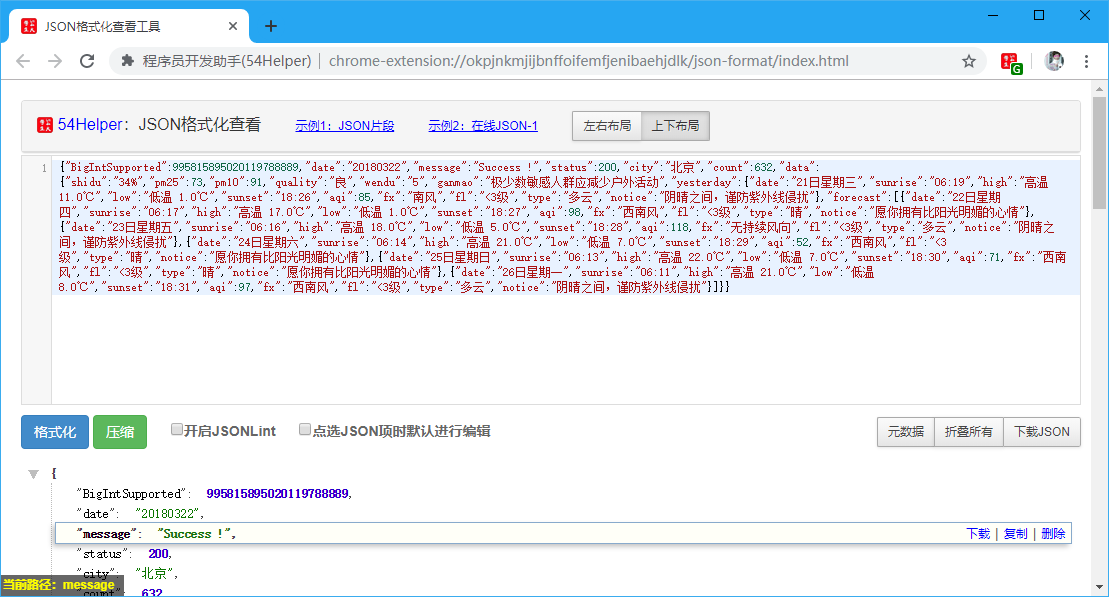 JSON格式化查看工具
程序员开发助手(54Helper) | chrome-extension://okpjnkmjijbnffoifemfjenibaehjdlk/json-format/index.html
54Helper：JSON格式化查看 示例1：JSON片段 示例2：在线JSON-1 左右布局 上下布局
1 {"BigIntSupported":995815895020119788889,"date":"20180322","message":"Success !","status":200,"city":"北京","count":632,"data":
{"shidu":"34%","pm25":73,"pm10":91,"quality":"良","wendu":"5","ganmao":"极少数敏感人群应减少户外活动","yesterday":{"date":"21日星期三","sunrise":"06:19","high":"高温
11.0℃","low":"低温 1.0℃","sunset":"18:26","aqi":85,"fx":"南风","fl":"<3级","type":"多云","notice":"阴晴之间，谨防紫外线侵扰"},"forecast":[{"date":"22日星期
四","sunrise":"06:17","high":"高温 17.0℃","low":"低温 1.0℃","sunset":"18:27","aqi":98,"fx":"西南风","fl":"<3级","type":"晴","notice":"愿你拥有比阳光明媚的心情"},
{"date":"23日星期五","sunrise":"06:16","high":"高温 18.0℃","low":"低温 5.0℃","sunset":"18:28","aqi":118,"fx":"无持续风向","fl":"<3级","type":"多云","notice":"阴晴之
间，谨防紫外线侵扰"},{"date":"24日星期六","sunrise":"06:14","high":"高温 21.0℃","low":"低温 7.0℃","sunset":"18:29","aqi":52,"fx":"西南风","fl":"<3
级","type":"晴","notice":"愿你拥有比阳光明媚的心情"},{"date":"25日星期日","sunrise":"06:13","high":"高温 22.0℃","low":"低温 7.0℃","sunset":"18:30","aqi":71,"fx":"西南
风","fl":"<3级","type":"晴","notice":"愿你拥有比阳光明媚的心情"},{"date":"26日星期一","sunrise":"06:11","high":"高温 21.0℃","low":"低温
8.0℃","sunset":"18:31","aqi":97,"fx":"西南风","fl":"<3级","type":"多云","notice":"阴晴之间，谨防紫外线侵扰"}]}}
格式化 压缩 开启JSONLint 点选JSON项时默认进行编辑 元数据 折叠所有 下载JSON
{
"BigIntSupported": 995815895020119788889,
"date": "20180322",
"message": "Success !", 下载 | 复制 | 删除
"status": 200,
"city": "北京",
"count": 632,
当前路径：message